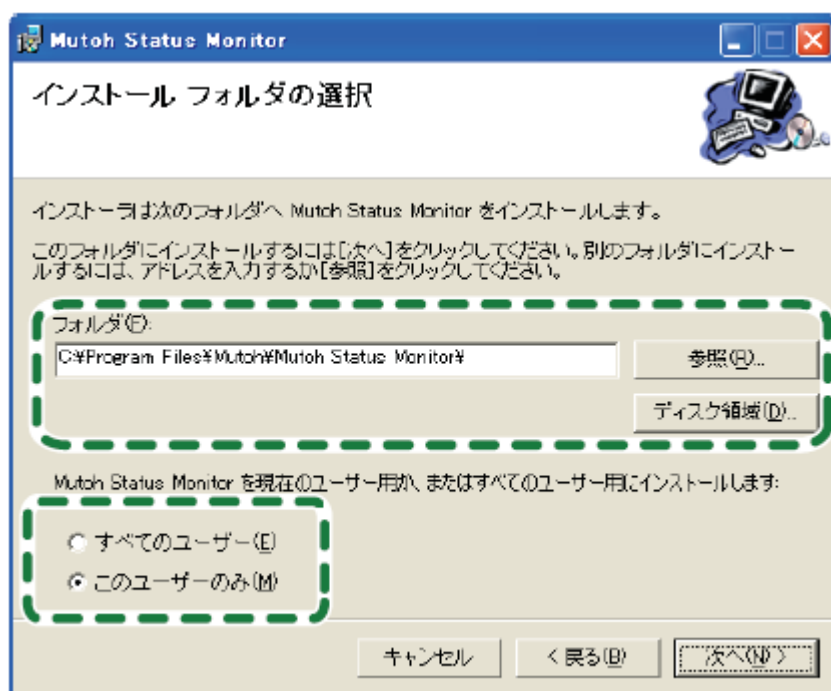 Mutoh Status Monitor
インストール フォルダの選択
インストーラは次のフォルダへ Mutoh Status Monitor をインストールします。
このフォルダにインストールするには[次へ]をクリックしてください。別のフォルダにインストー
ルするには、アドレスを入力するか[参照]をクリックしてください。
フォルダ(F):
C:¥Program Files¥Mutoh¥Mutoh Status Monitor¥
参照(R)...
ディスク領域(D)...
Mutoh Status Monitor を現在のユーザー用か、またはすべてのユーザー用にインストールします:
すべてのユーザー(E)
このユーザーのみ(M)
キャンセル
< 戻る(B)
次へ(N) >